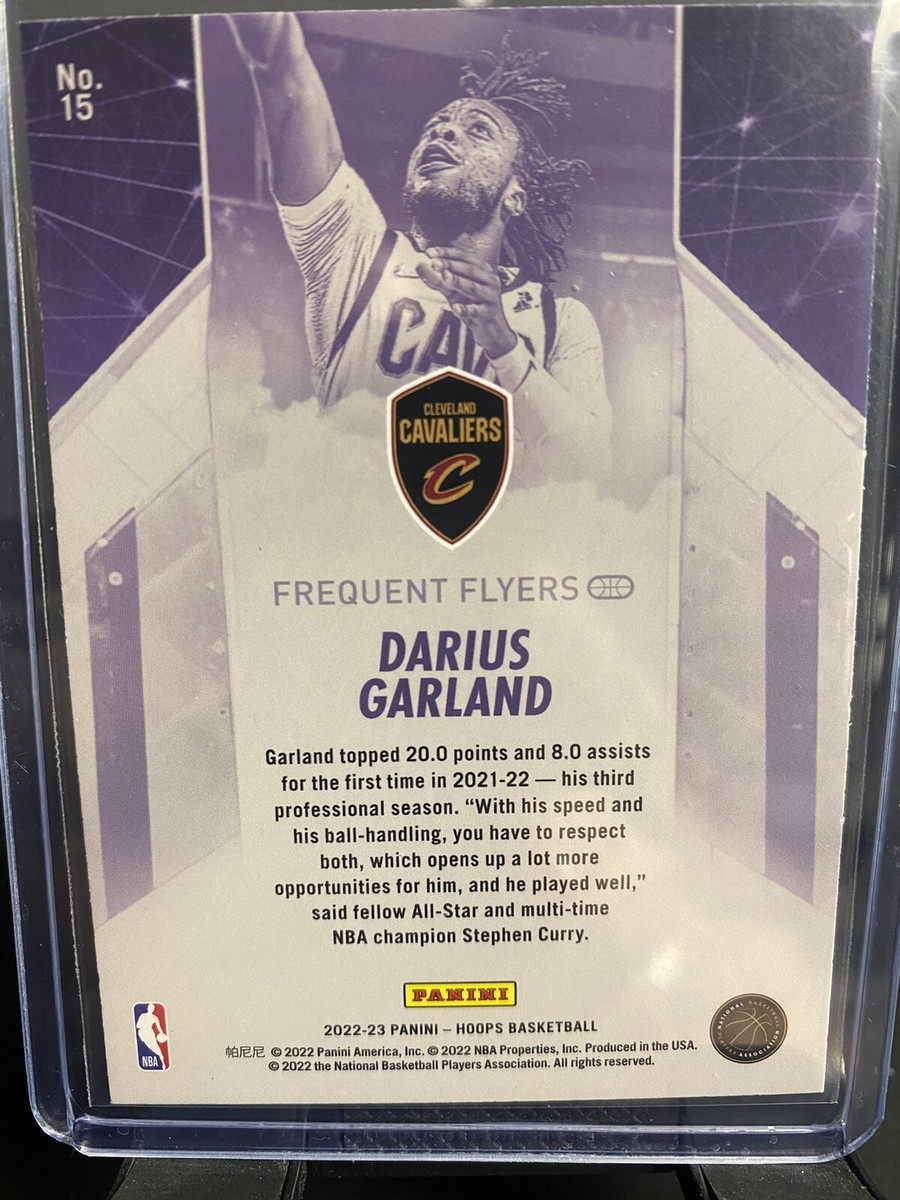 No.
15
CAV
CLEVELAND
CAVALIERS
C
FREQUENT FLYERS
DARIUS
GARLAND
Garland topped 20.0 points and 8.0 assists
for the first time in 2021-22 — his third
professional season. “With his speed and
his ball-handling, you have to respect
both, which opens up a lot more
opportunities for him, and he played well,”
said fellow All-Star and multi-time
NBA champion Stephen Curry.
PANINI
2022-23 PANINI – HOOPS BASKETBALL
帕尼尼 © 2022 Panini America, Inc. © 2022 NBA Properties, Inc. Produced in the USA.
© 2022 the National Basketball Players Association. All rights reserved.
NBA
NATIONAL BASKETBALL PLAYERS ASSOCIATION